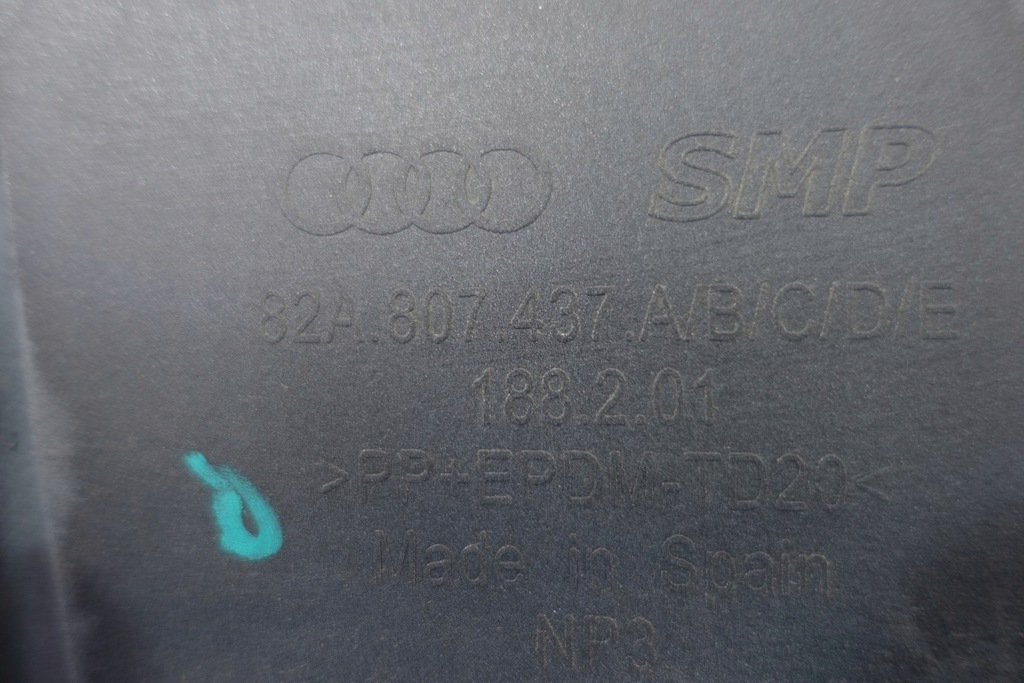 SMP
82A.807.437.A/B/C/D/E
188.2.01
>PP+EPDM-TD20<
Made in Spain
NP3